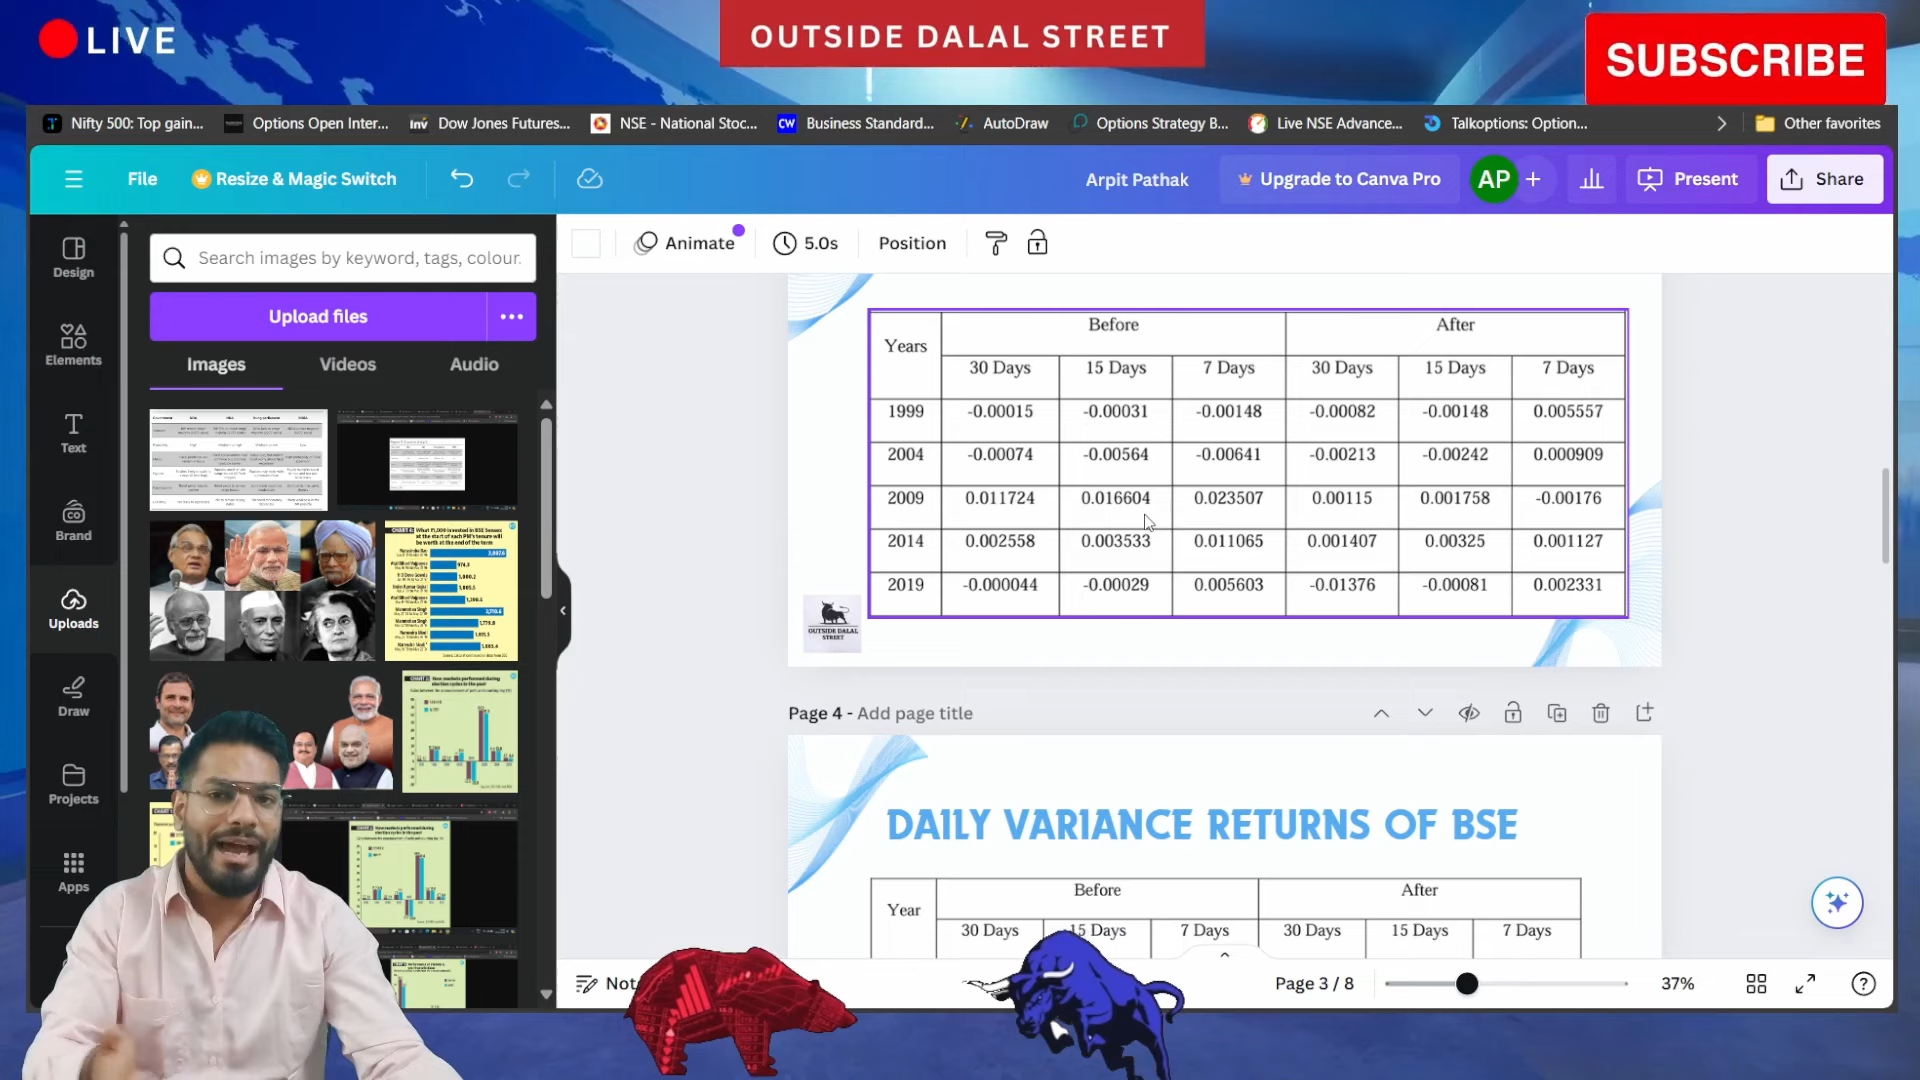 LIVE
OUTSIDE DALAL STREET
SUBSCRIBE
Nifty 500: Top gain...
Options Open Inter...
Dow Jones Futures...
NSE - National Stoc...
CW Business Standard...
AutoDraw
Options Strategy B...
Live NSE Advance...
Talkoptions: Option...
Other favorites
File
Resize & Magic Switch
Arpit Pathak
Upgrade to Canva Pro
AP
Present
Share
Design
Elements
Text
Brand
Uploads
Draw
Projects
Apps
Search images by keyword, tags, colour.
Upload files
Images Videos Audio
Animate
5.0s
Position
Years Before After
30 Days 15 Days 7 Days 30 Days 15 Days 7 Days
1999 -0.00015 -0.00031 -0.00148 -0.00082 -0.00148 0.005557
2004 -0.00074 -0.00564 -0.00641 -0.00213 -0.00242 0.000909
2009 0.011724 0.016604 0.023507 0.00115 0.001758 -0.00176
2014 0.002558 0.003533 0.011065 0.001407 0.00325 0.001127
2019 -0.000044 -0.00029 0.005603 -0.01376 -0.00081 0.002331
OUTSIDE DALAL
STREET
Page 4 - Add page title
DAILY VARIANCE RETURNS OF BSE
Year Before After
30 Days 15 Days 7 Days 30 Days 15 Days 7 Days
Page 3 / 8
37%